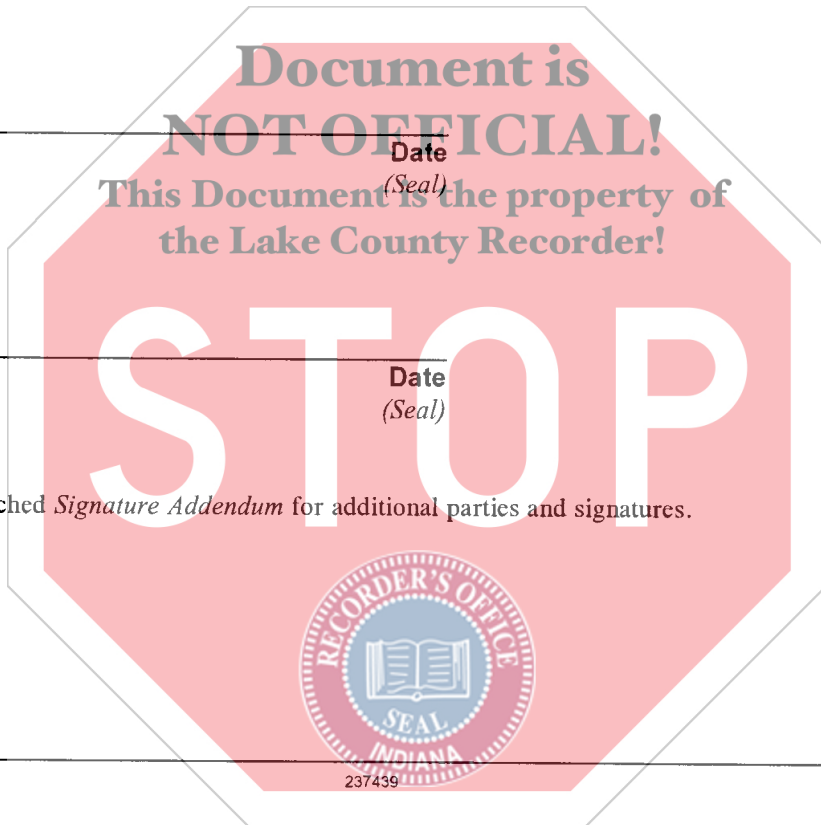 Document is
NOT OFFICIAL!
Date
(Seal)
This Document is the property of
the Lake County Recorder!
STOP
Date
(Seal)
Signature Addendum for additional parties and signatures.
RECORDER'S OFFICE
SEAL
INDIANA
237439